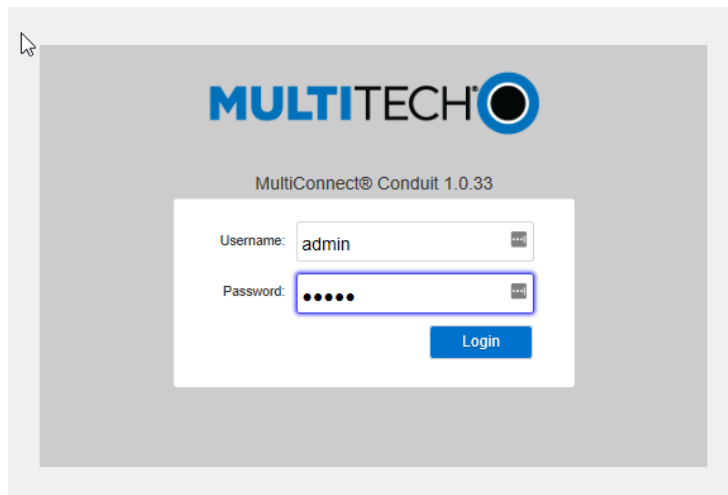 MULTITECH®
MultiConnect® Conduit 1.0.33
Username: admin
Password: •••••
Login